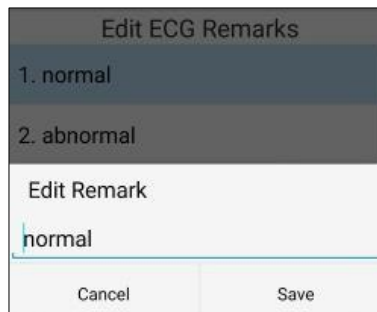 Edit ECG Remarks
1. normal
2. abnormal
Edit Remark
normal
Cancel Save